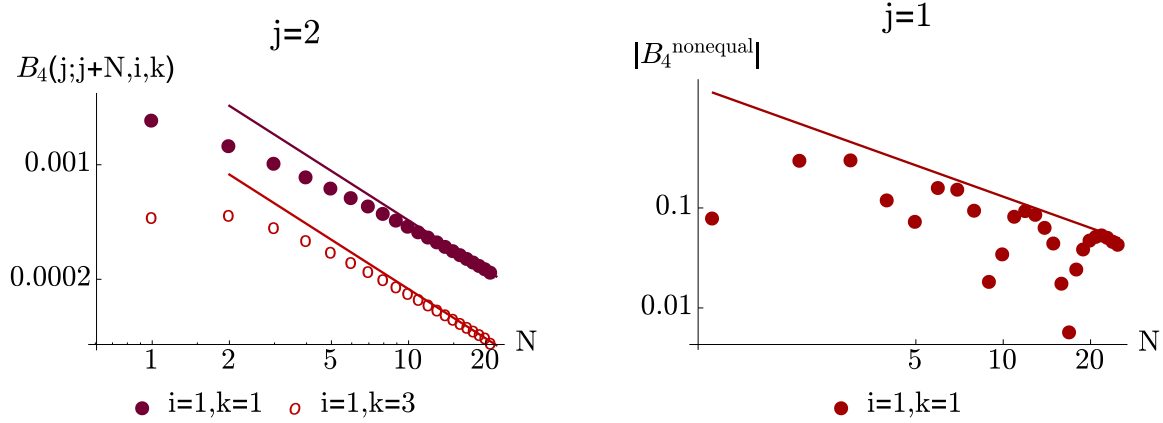 j=2
B₄(j;j+N,i,k)
0.001
0.0002
1 2 5 10 20
N
i=1,k=1 i=1,k=3
j=1
|B₄ⁿᵒⁿᵉqᵘᵃˡ|
0.1
0.01
5 10 20
N
i=1,k=1